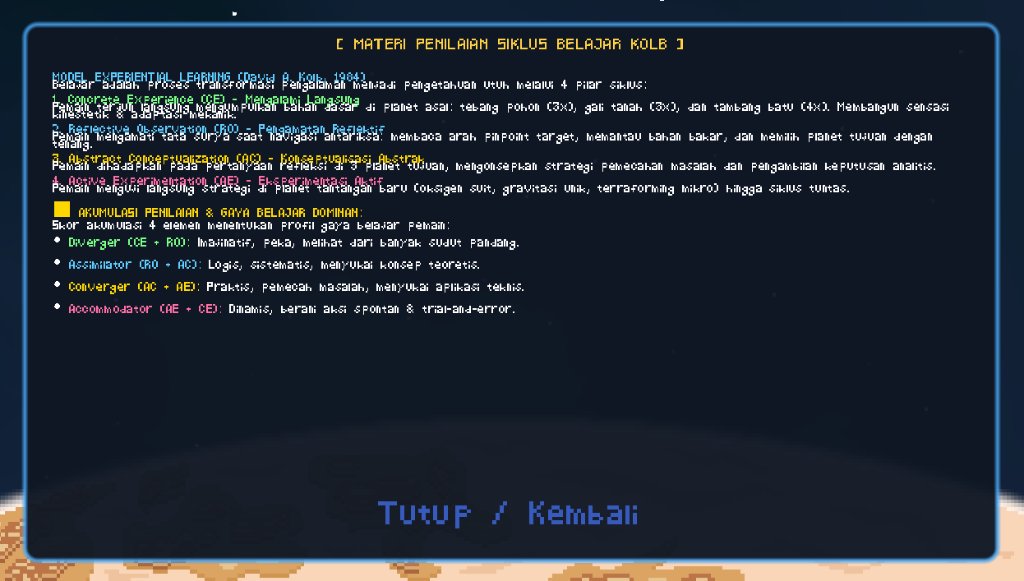 [ MATERI PENILAIAN SIKLUS BELAJAR KOLB ]
MODEL EXPERIENTIAL LEARNING (David A. Kolb, 1984)
Belajar adalah proses transformasi pengalaman menjadi pengetahuan utuh melalui 4 pilar siklus:
1. Concrete Experience (CE) - Mengalami Langsung
Pemain terjun langsung mengumpulkan bahan dasar di planet asal: tebang pohon (3x), gali tanah (3x), dan tambang batu (4x). Membangun sensasi
kinestetik & adaptasi mekanik.
2. Reflective Observation (RO) - Pengamatan Reflektif
Pemain mengamati tata surya saat navigasi antariksa: membaca arah pinpoint target, memantau bahan bakar, dan memilih planet tujuan dengan
tenang.
3. Abstract Conceptualization (AC) - Konseptualisasi Abstrak
Pemain dihadapkan pada pertanyaan refleksi di 3 planet tujuan, mengonsepkan strategi pemecahan masalah dan pengambilan keputusan analitis.
4. Active Experimentation (AE) - Eksperimentasi Aktif
Pemain menguji langsung strategi di planet tantangan baru (oksigen suit, gravitasi unik, terraforming mikro) hingga siklus tuntas.
AKUMULASI PENILAIAN & GAYA BELAJAR DOMINAN:
Skor akumulasi 4 elemen menentukan profil gaya belajar pemain:
• Diverger (CE + RO): Imajinatif, peka, melihat dari banyak sudut pandang.
• Assimilator (RO + AC): Logis, sistematis, menyukai konsep teoretis.
• Converger (AC + AE): Praktis, pemecah masalah, menyukai aplikasi teknis.
• Accommodator (AE + CE): Dinamis, berani aksi spontan & trial-and-error.
Tutup / Kembali